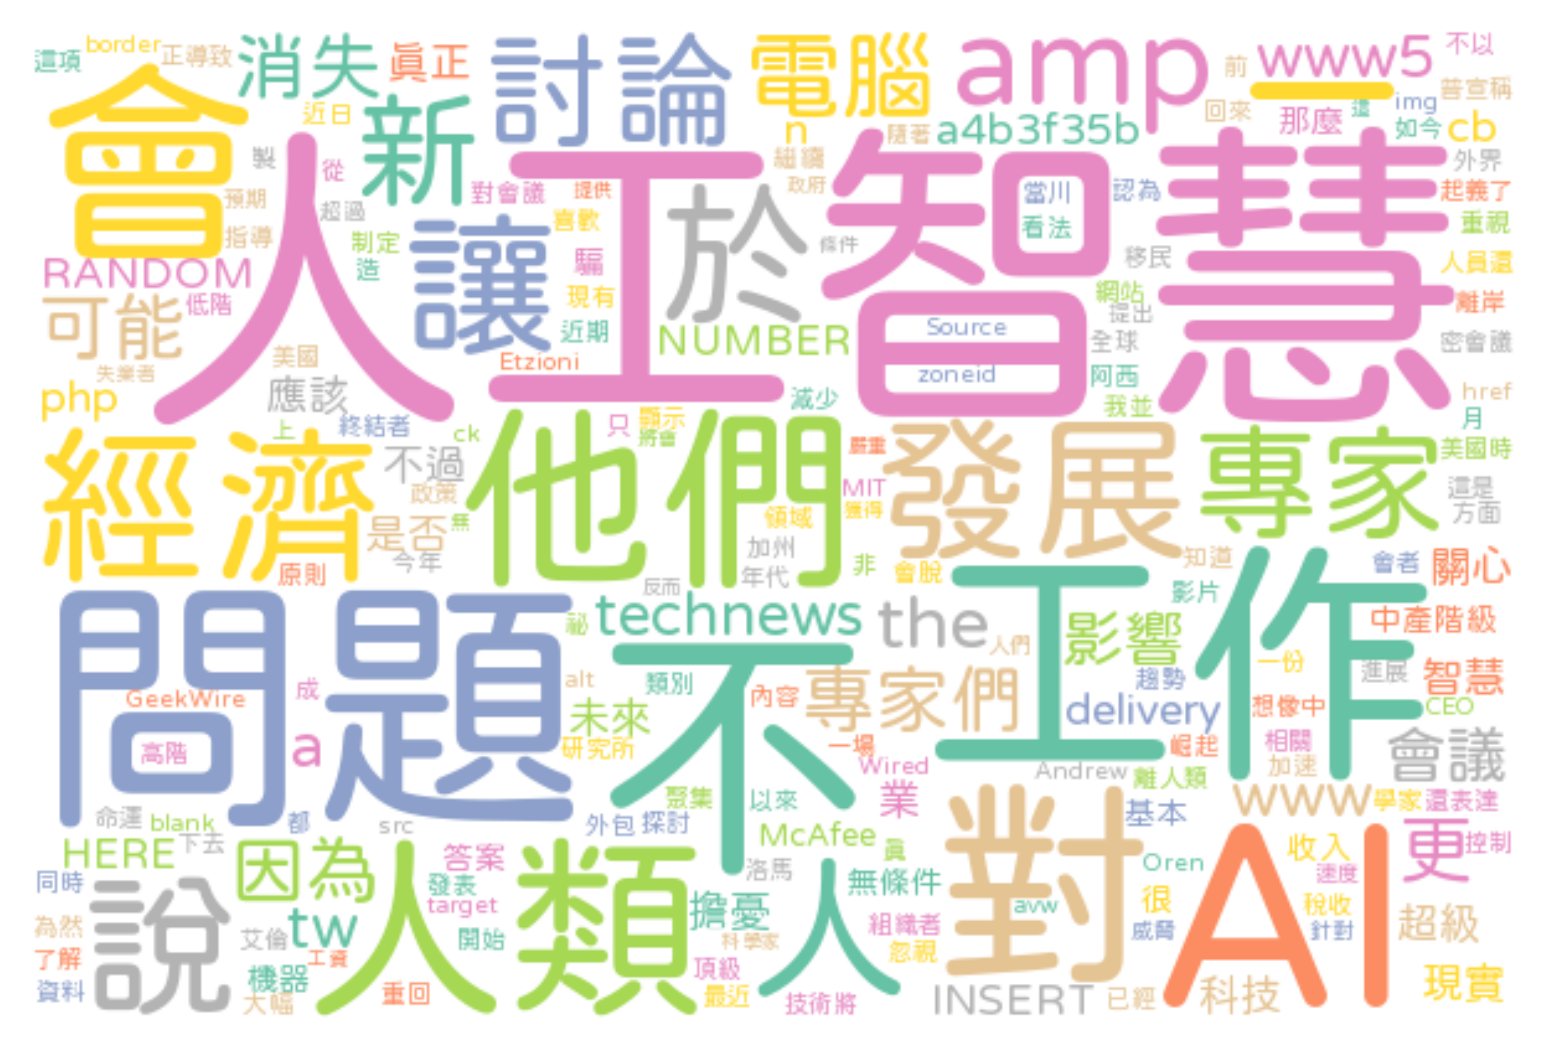 這項
border
正導致
消失
眞正
討論
電腦
amp
前
www5
不以
普宣稱
會
近日
新
n
隨著
a4b3f35b
回來
那麼
這
img
如今
cb
一
製
從
對會議
提供
繼續
政府
人工智慧
當川
看法
認為
外界
起義了
預期
超過
指導
制定
造
讓
喜歡
騙
於
條件
移民
重視
人員還
RANDOM
可能
低階
現有
近期
NUMBER
Source
網站
提出
離岸
美國
失業者
Etzioni
zoneid
全球
密會議
php
應該
減少
阿西
我並
href
月
上
終結者
ck
只
顯示
將會
嚴重
經濟
不過
政策
是否
無
今年
原則
他們
MIT
獲得
領域
加州
年代
反而
非
發展
會脫
專家
美國時
這是
方面
知道
會者
關心
問題
祕
technews
the
人們
工作
影片
影響
中產階級
一份
進展
智慧
GeekWire
成
alt
類別
不
內容
專家們
趨勢
delivery
想像中
CEO
高階
a
未來
研究所
一場
Wired
崛起
相關
加速
會議
Andrew
離人類
命運
blank
下去
都
src
外包
探討
聚集
以來
業
McAfee
基本
www
學家
還表達
HERE
因為
答案
發表
target
人類
洛馬
眞
無條件
對
Oren
收入
速度
更
控制
同時
說
tw
擔憂
人
組織者
avw
很
威脅
AI
稅收
針對
超級
為然
了解
艾倫
工資
開始
科學家
忽視
資料
機器
大幅
重回
頂級
最近
技術將
INSERT
已經
科技
現實